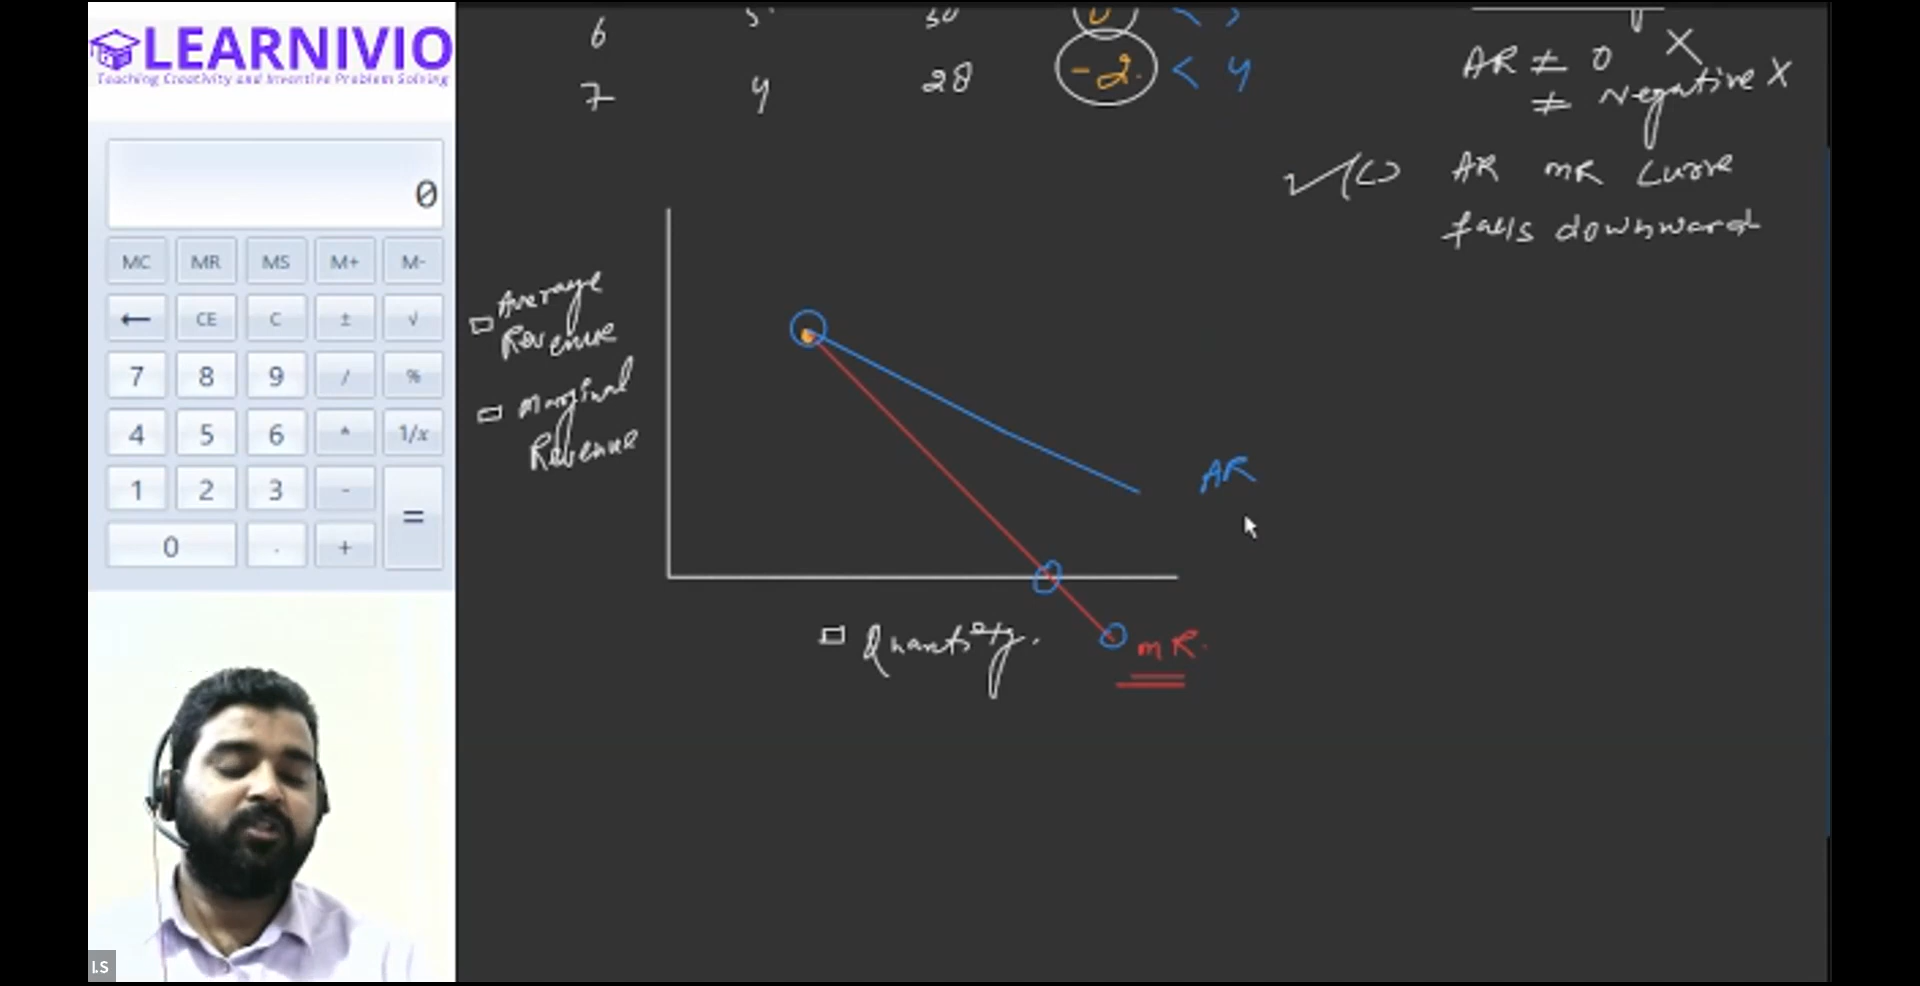 LEARNIVIO
Teaching Creativity and Inventive Problem Solving
0
MC MR MS M+ M-
← CE C ± √
7 8 9 / %
4 5 6 * 1/x
1 2 3 - =
0 . +
6 30 0 <
7 4 28 -2. < 4
AR ≠ 0 X
≠ Negative X
✓(C) AR MR Curve
falls downward
Average
Revenue
Marginal
Revenue
AR
Quantity.
MR.
I.S